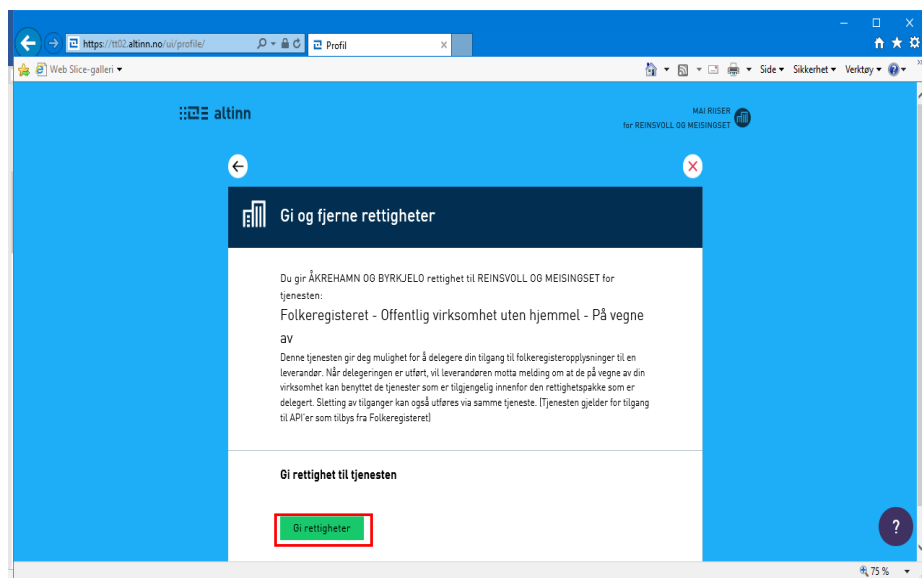 https://tt02.altinn.no/ui/profile/
Profil
Web Slice-galleri
Side
Sikkerhet
Verktøy
altinn
MAI RIISER
for REINSVOLL OG MEISINGSET
Gi og fjerne rettigheter
Du gir ÅKREHAMN OG BYRKJELO rettighet til REINSVOLL OG MEISINGSET for
tjenesten:
Folkeregisteret - Offentlig virksomhet uten hjemmel - På vegne
av
Denne tjenesten gir deg mulighet for å delegere din tilgang til folkeregisteropplysninger til en
leverandør. Når delegeringen er utført, vil leverandøren motta melding om at de på vegne av din
virksomhet kan benyttet de tjenester som er tilgjengelig innenfor den rettighetspakke som er
delegert. Sletting av tilganger kan også utføres via samme tjeneste. (Tjenesten gjelder for tilgang
til API'er som tilbys fra Folkeregisteret)
Gi rettighet til tjenesten
Gi rettigheter
?
75 %